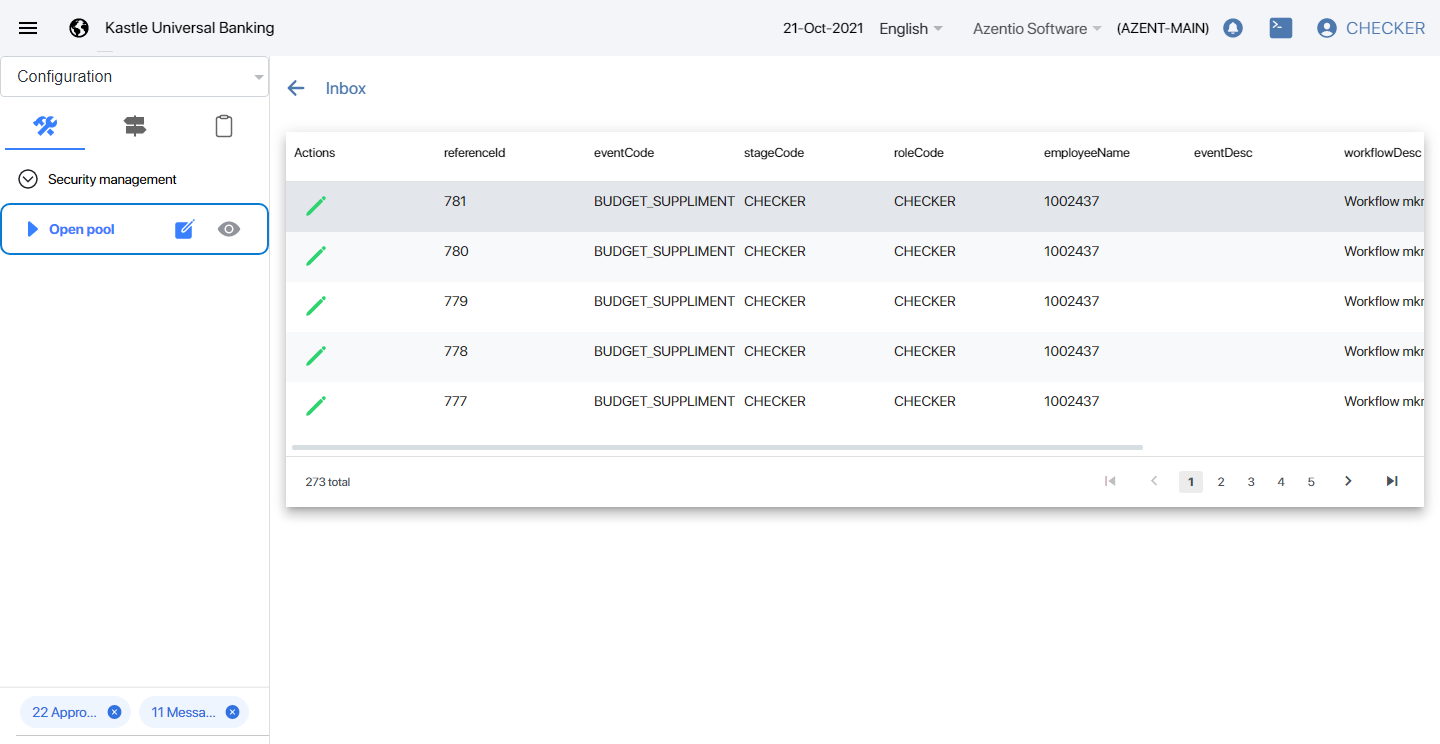 Kastle Universal Banking 21-Oct-2021 English Azentio Software (AZENT-MAIN) CHECKER
Configuration
Security management
Open pool
22 Appro... 11 Messa...
Inbox
Actions referenceId eventCode stageCode roleCode employeeName eventDesc workflowDesc
781 BUDGET_SUPPLIMENT CHECKER CHECKER 1002437 Workflow mkr
780 BUDGET_SUPPLIMENT CHECKER CHECKER 1002437 Workflow mkr
779 BUDGET_SUPPLIMENT CHECKER CHECKER 1002437 Workflow mkr
778 BUDGET_SUPPLIMENT CHECKER CHECKER 1002437 Workflow mkr
777 BUDGET_SUPPLIMENT CHECKER CHECKER 1002437 Workflow mkr
273 total 1 2 3 4 5